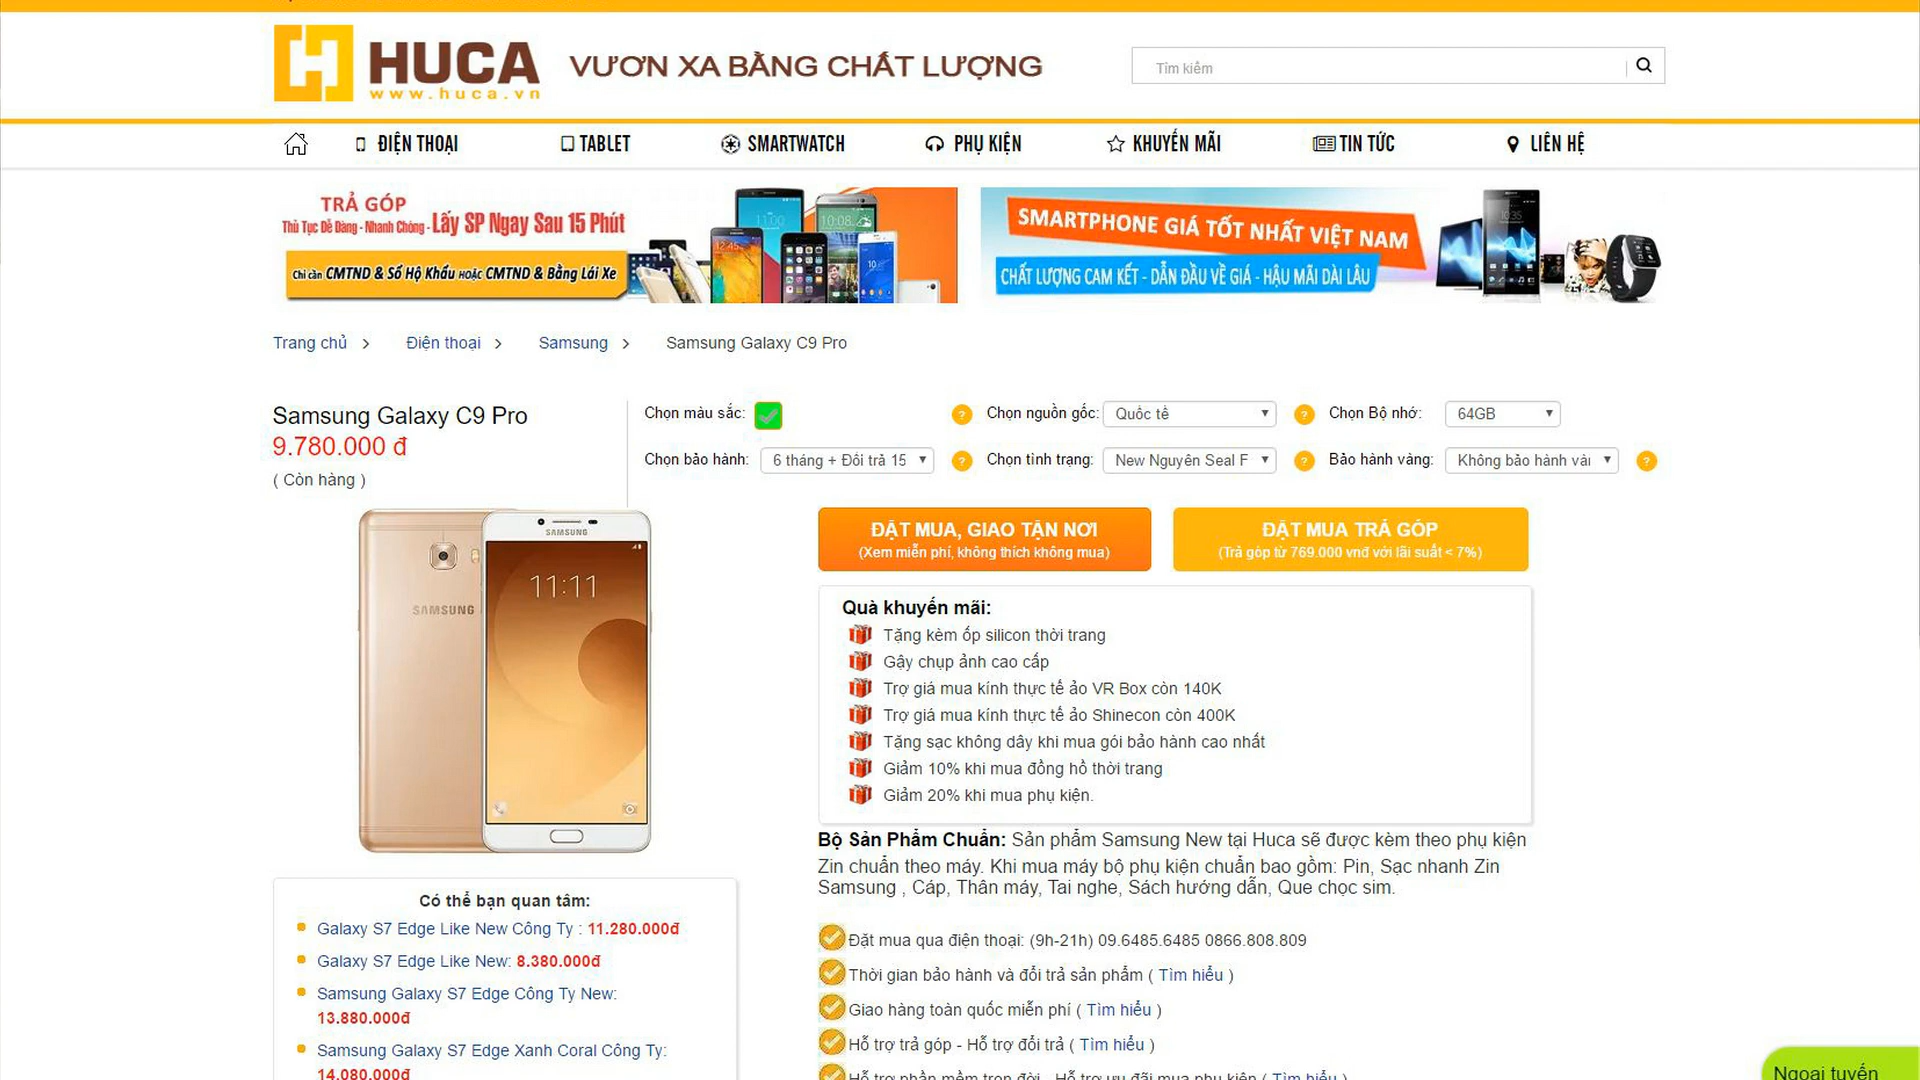 HUCA
www.huca.vn
VƯƠN XA BẰNG CHẤT LƯỢNG
Tìm kiếm
ĐIỆN THOẠI
TABLET
SMARTWATCH
PHỤ KIỆN
KHUYẾN MÃI
TIN TỨC
LIÊN HỆ
TRẢ GÓP
Thủ Tục Dễ Dàng - Nhanh Chóng - Lấy SP Ngay Sau 15 Phút
Chỉ cần CMTND & Sổ Hộ Khẩu HOẶC CMTND & Bằng Lái Xe
SMARTPHONE GIÁ TỐT NHẤT VIỆT NAM
CHẤT LƯỢNG CAM KẾT - DẪN ĐẦU VỀ GIÁ - HẬU MÃI DÀI LÂU
Trang chủ > Điện thoại > Samsung > Samsung Galaxy C9 Pro
Samsung Galaxy C9 Pro
9.780.000 đ
( Còn hàng )
Chọn màu sắc:
? Chọn nguồn gốc: Quốc tế
? Chọn Bộ nhớ: 64GB
Chọn bảo hành: 6 tháng + Đổi trả 15
? Chọn tình trạng: New Nguyên Seal F
? Bảo hành vàng: Không bảo hành và
?
SAMSUNG
SAMSUNG
11:11
ĐẶT MUA, GIAO TẬN NƠI
(Xem miễn phí, không thích không mua)
ĐẶT MUA TRẢ GÓP
(Trả góp từ 769.000 vnđ với lãi suất < 7%)
Quà khuyến mãi:
Tặng kèm ốp silicon thời trang
Gậy chụp ảnh cao cấp
Trợ giá mua kính thực tế ảo VR Box còn 140K
Trợ giá mua kính thực tế ảo Shinecon còn 400K
Tặng sạc không dây khi mua gói bảo hành cao nhất
Giảm 10% khi mua đồng hồ thời trang
Giảm 20% khi mua phụ kiện.
Bộ Sản Phẩm Chuẩn: Sản phẩm Samsung New tại Huca sẽ được kèm theo phụ kiện
Zin chuẩn theo máy. Khi mua máy bộ phụ kiện chuẩn bao gồm: Pin, Sạc nhanh Zin
Samsung , Cáp, Thân máy, Tai nghe, Sách hướng dẫn, Que chọc sim.
Đặt mua qua điện thoại: (9h-21h) 09.6485.6485 0866.808.809
Thời gian bảo hành và đổi trả sản phẩm ( Tìm hiểu )
Giao hàng toàn quốc miễn phí ( Tìm hiểu )
Hỗ trợ trả góp - Hỗ trợ đổi trả ( Tìm hiểu )
Hỗ trợ phần mềm trọn đời - Hỗ trợ ưu đãi mua phụ kiện ( Tìm hiểu )
Có thể bạn quan tâm:
Galaxy S7 Edge Like New Công Ty : 11.280.000đ
Galaxy S7 Edge Like New: 8.380.000đ
Samsung Galaxy S7 Edge Công Ty New:
13.880.000đ
Samsung Galaxy S7 Edge Xanh Coral Công Ty:
14.080.000đ
Ngoại tuyến